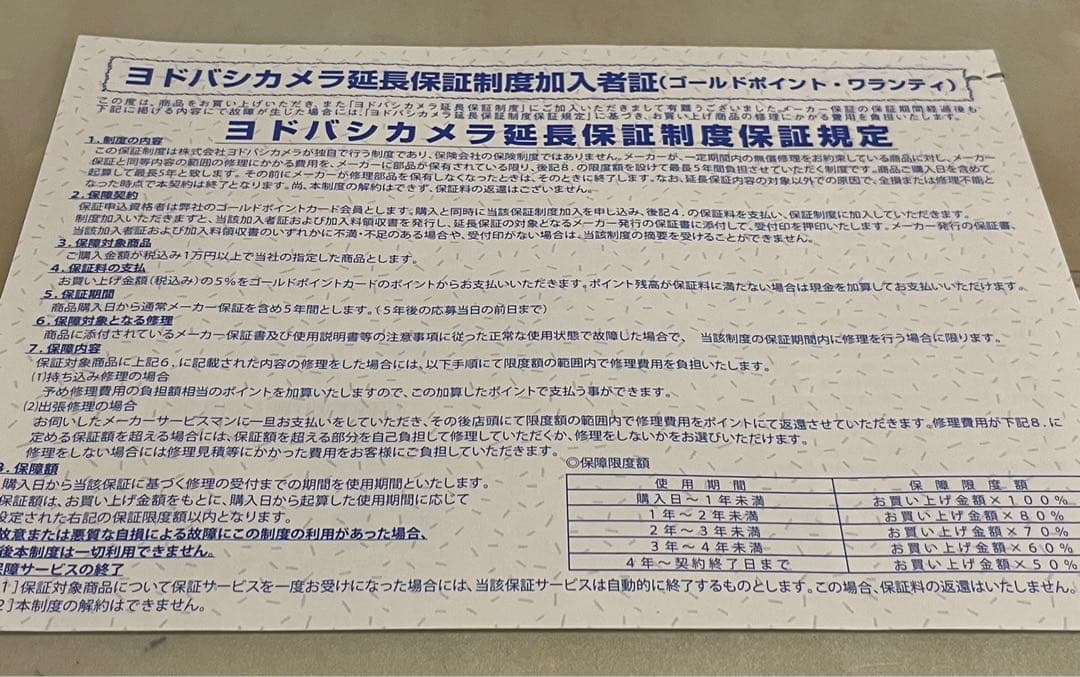 ヨドバシカメラ延長保証制度加入者証(ゴールドポイント・ワランティ)
この度は、商品をお買い上げいただき、また「ヨドバシカメラ延長保証制度」にご加入いただきまして有難うございました。メーカー保証の保証期間経過後も
下記に掲げる内容にて故障が生じた場合には、「ヨドバシカメラ延長保証制度保証規定」に基づき、お買い上げ商品の修理にかかる費用を負担いたします。
ヨドバシカメラ延長保証制度保証規定
1. 制度の内容
この保証制度は株式会社ヨドバシカメラが独自で行う制度であり、保険会社の保険制度ではありません。メーカーが、一定期間内の無償修理をお約束している商品に対し、メーカー
保証と同等内容の範囲の修理にかかる費用を、メーカーに部品が保有されている限り、後記8. の限度額を設けて最長5年間負担させていただく制度です。商品ご購入日を含めて
起算して最長5年と致します。その前にメーカーが修理部品を保有しなくなったときは、そのときに終了します。なお、延長保証内容の対象以外での原因で、全損または修理不能と
なった時点で本契約は終了となります。尚、本制度の解約はできず、保証料の返還はございません。
2. 保障契約
保証申込資格者は弊社のゴールドポイントカード会員とします。購入と同時に当該保証制度加入を申し込み、後記4. の保証料を支払い、保証制度に加入していただきます。
制度加入いただきますと、当該加入者証および加入料領収書を発行し、延長保証の対象となるメーカー発行の保証書に添付して、受付印を押印いたします。メーカー発行の保証書、
当該加入者証および加入料領収書のいずれかに不満・不足のある場合や、受付印がない場合は、当該制度の摘要を受けることができません。
3. 保障対象商品
ご購入金額が税込み1万円以上で当社の指定した商品とします。
4. 保証料の支払
お買い上げ金額(税込み)の5%をゴールドポイントカードのポイントからお支払いいただきます。ポイント残高が保証料に満たない場合は現金を加算してお支払いいただけます。
5. 保証期間
商品購入日から通常メーカー保証を含め5年間とします。(5年後の応募当日の前日まで)
6. 保障対象となる修理
商品に添付されているメーカー保証書及び使用説明書等の注意事項に従った正常な使用状態で故障した場合で、 当該制度の保証期間内に修理を行う場合に限ります。
7. 保障内容
保証対象商品に上記6. に記載された内容の修理をした場合には、以下手順にて限度額の範囲内で修理費用を負担いたします。
(1)持ち込み修理の場合
予め修理費用の負担額相当のポイントを加算いたしますので、この加算したポイントで支払う事ができます。
(2)出張修理の場合
お伺いしたメーカーサービスマンに一旦お支払いをしていただき、その後店頭にて限度額の範囲内で修理費用をポイントにて返還させていただきます。修理費用が下記8. に
定める保証額を超える場合には、保証額を超える部分を自己負担して修理していただくか、修理をしないかをお選びいただけます。
修理をしない場合には修理見積等にかかった費用をお客様にご負担していただきます。
8. 保障額
購入日から当該保証に基づく修理の受付までの期間を使用期間といたします。
保証額は、お買い上げ金額をもとに、購入日から起算した使用期間に応じて
設定された右記の保証限度額以内となります。
故意または悪質な自損による故障にこの制度の利用があった場合、
後本制度は一切利用できません。
◎保障限度額
使用期間 保障限度額
購入日〜1年未満 お買い上げ金額×100%
1年〜2年未満 お買い上げ金額×80%
2年〜3年未満 お買い上げ金額×70%
3年〜4年未満 お買い上げ金額×60%
4年〜契約終了日まで お買い上げ金額×50%
障サービスの終了
1]保証対象商品について保証サービスを一度お受けになった場合には、当該保証サービスは自動的に終了するものとします。この場合、保証料の返還はいたしません。
2]本制度の解約はできません。